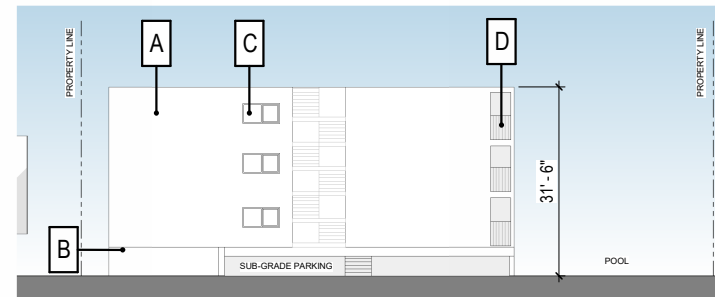 PROPERTY LINE
A
C
D
PROPERTY LINE
31' - 6"
B
SUB-GRADE PARKING
POOL